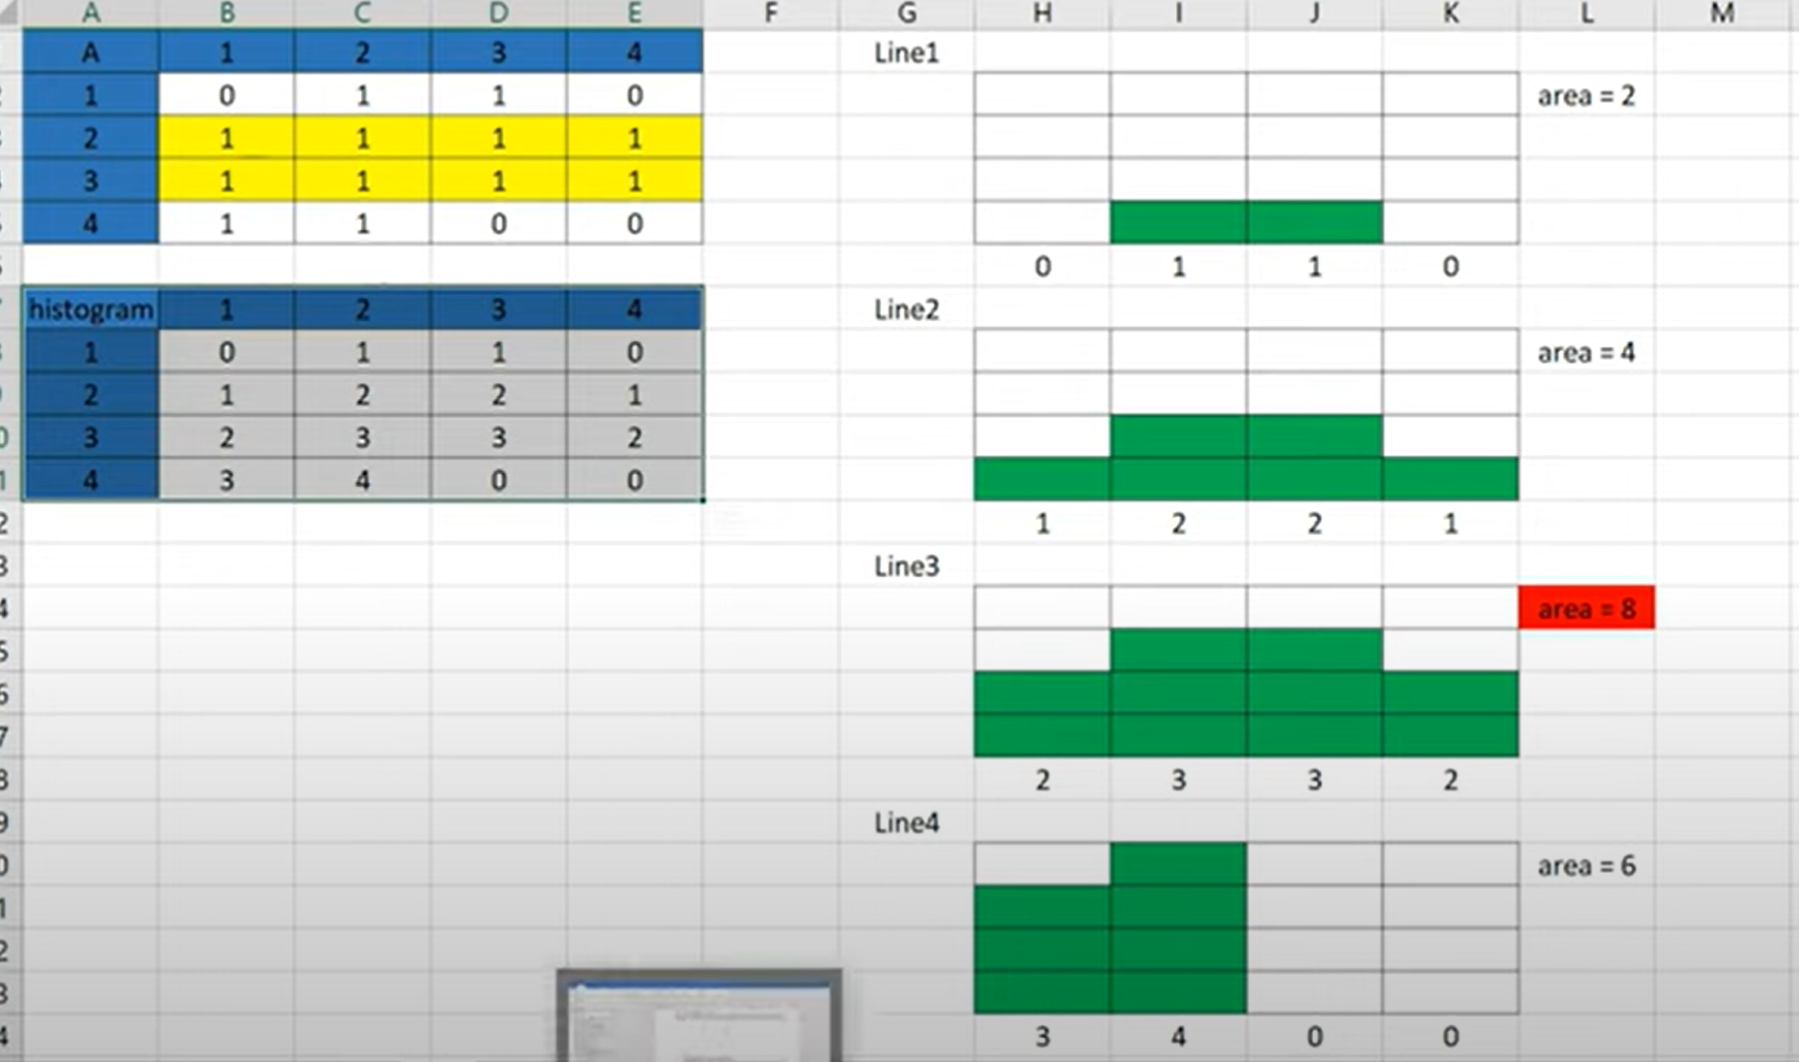 A B C D E F G H I J K L M
A 1 2 3 4 Line1
1 0 1 1 0 area = 2
2 1 1 1 1
3 1 1 1 1
4 1 1 0 0
0 1 1 0
histogram 1 2 3 4 Line2
1 0 1 1 0 area = 4
2 1 2 2 1
3 2 3 3 2
4 3 4 0 0
1 2 2 1
Line3
area = 8
2 3 3 2
Line4
area = 6
3 4 0 0